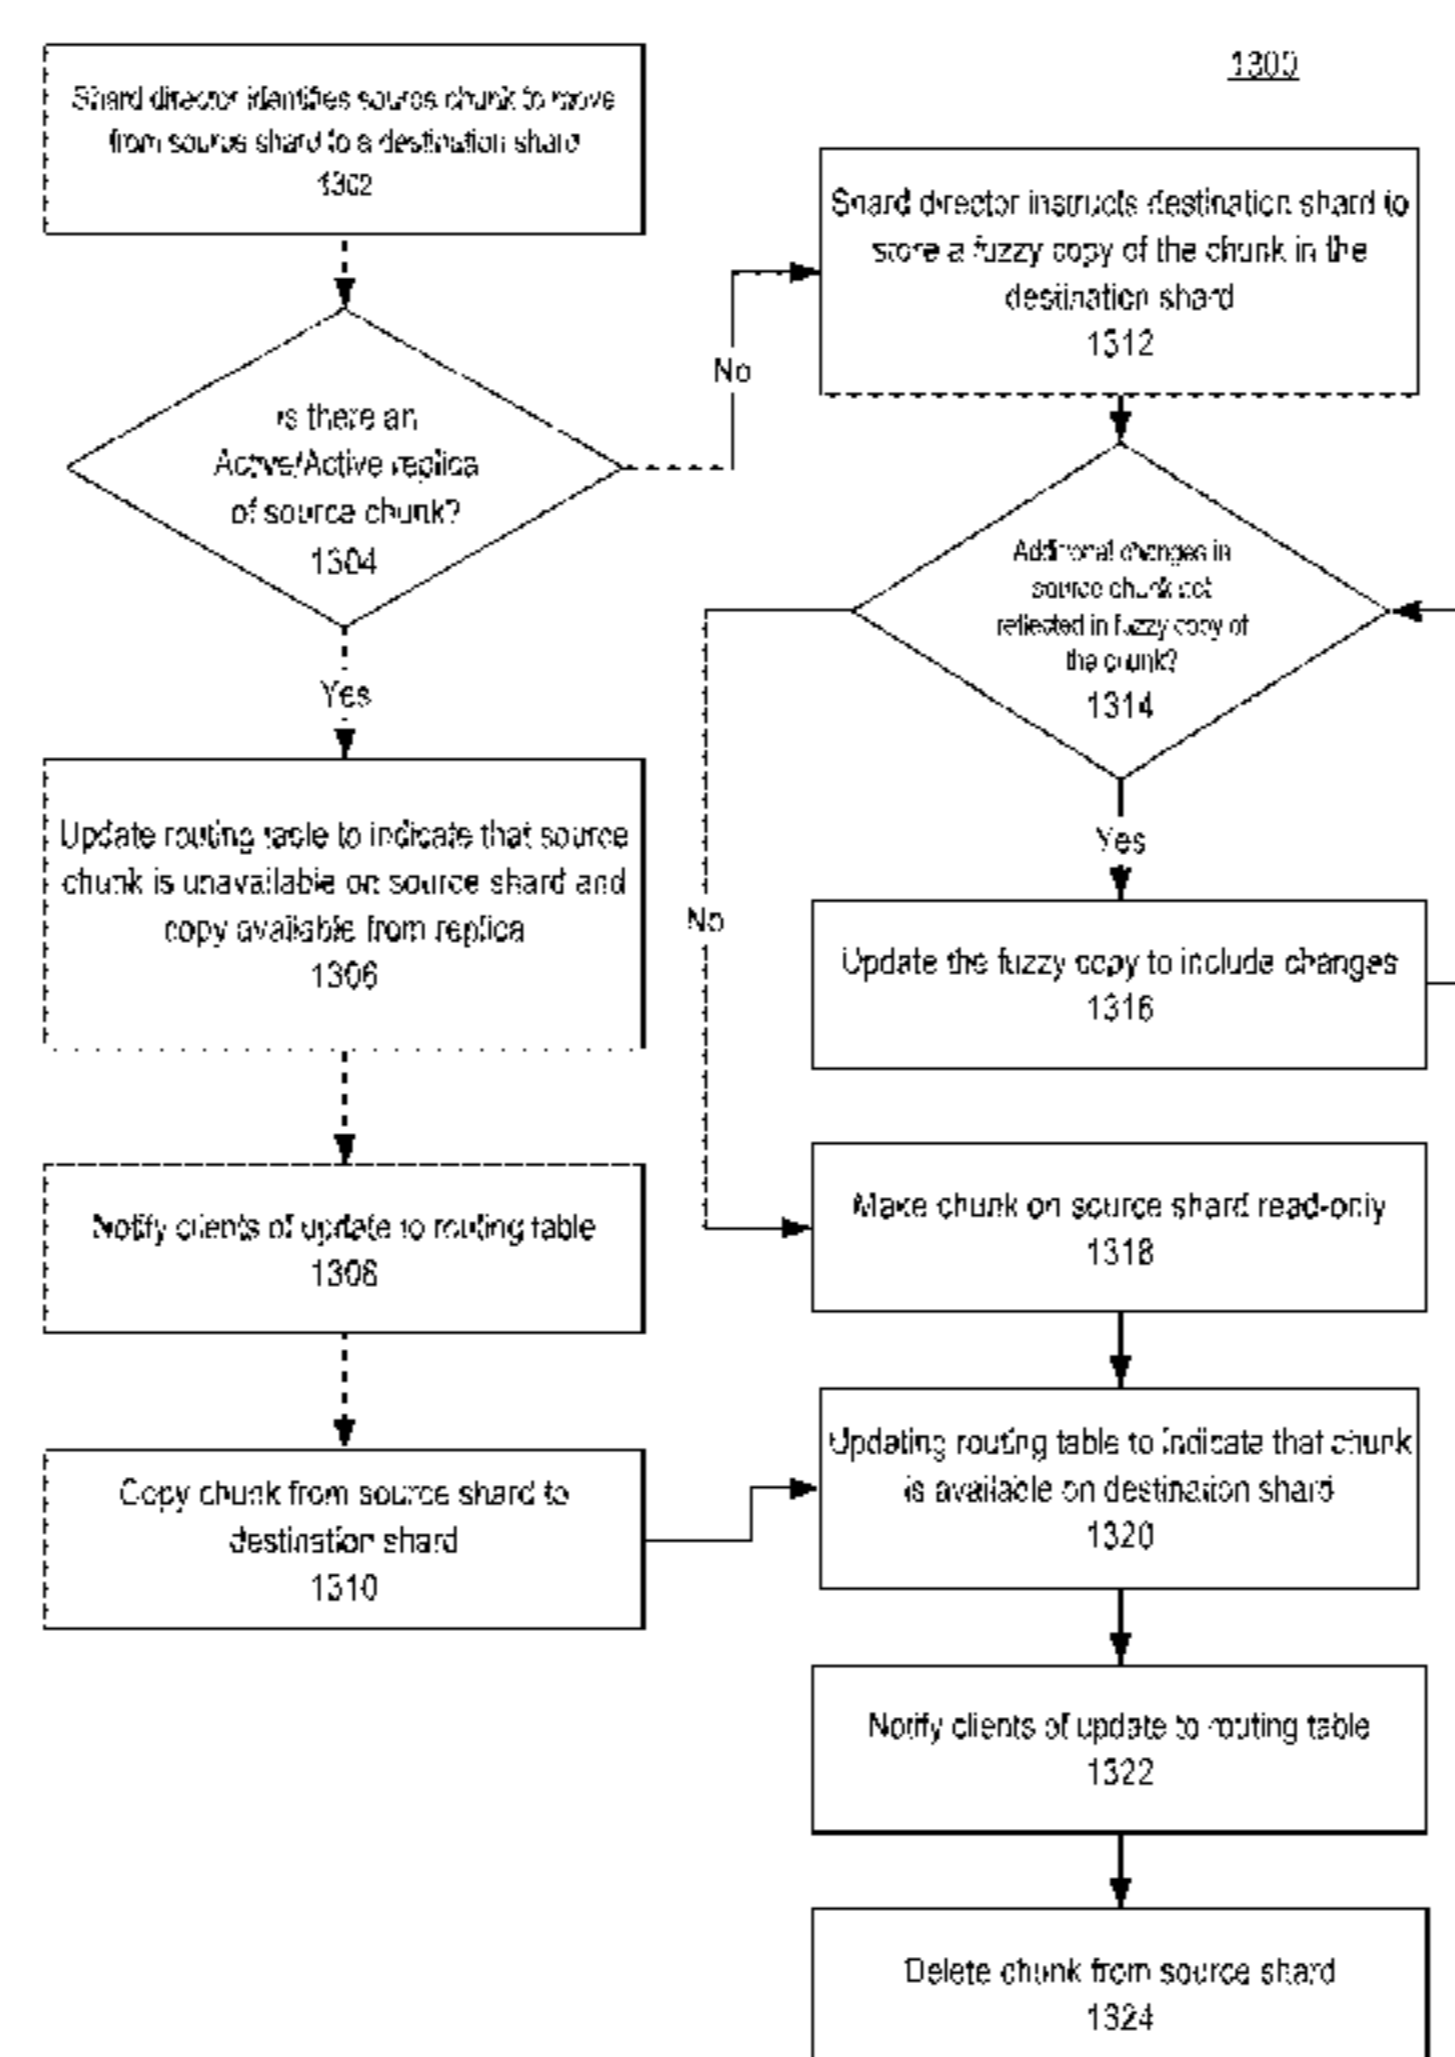 1300
Shard director identifies source chunk to move
from source shard to a destination shard
1302
Is there an
Active/Active replica
of source chunk?
1304
No
Yes
Update routing table to indicate that source
chunk is unavailable on source shard and
copy available from replica
1306
Notify clients of update to routing table
1308
Copy chunk from source shard to
destination shard
1310
Shard director instructs destination shard to
store a fuzzy copy of the chunk in the
destination shard
1312
Additional changes in
source chunk not
reflected in fuzzy copy of
the chunk?
1314
Yes
No
Update the fuzzy copy to include changes
1316
Make chunk on source shard read-only
1318
Updating routing table to indicate that chunk
is available on destination shard
1320
Notify clients of update to routing table
1322
Delete chunk from source shard
1324